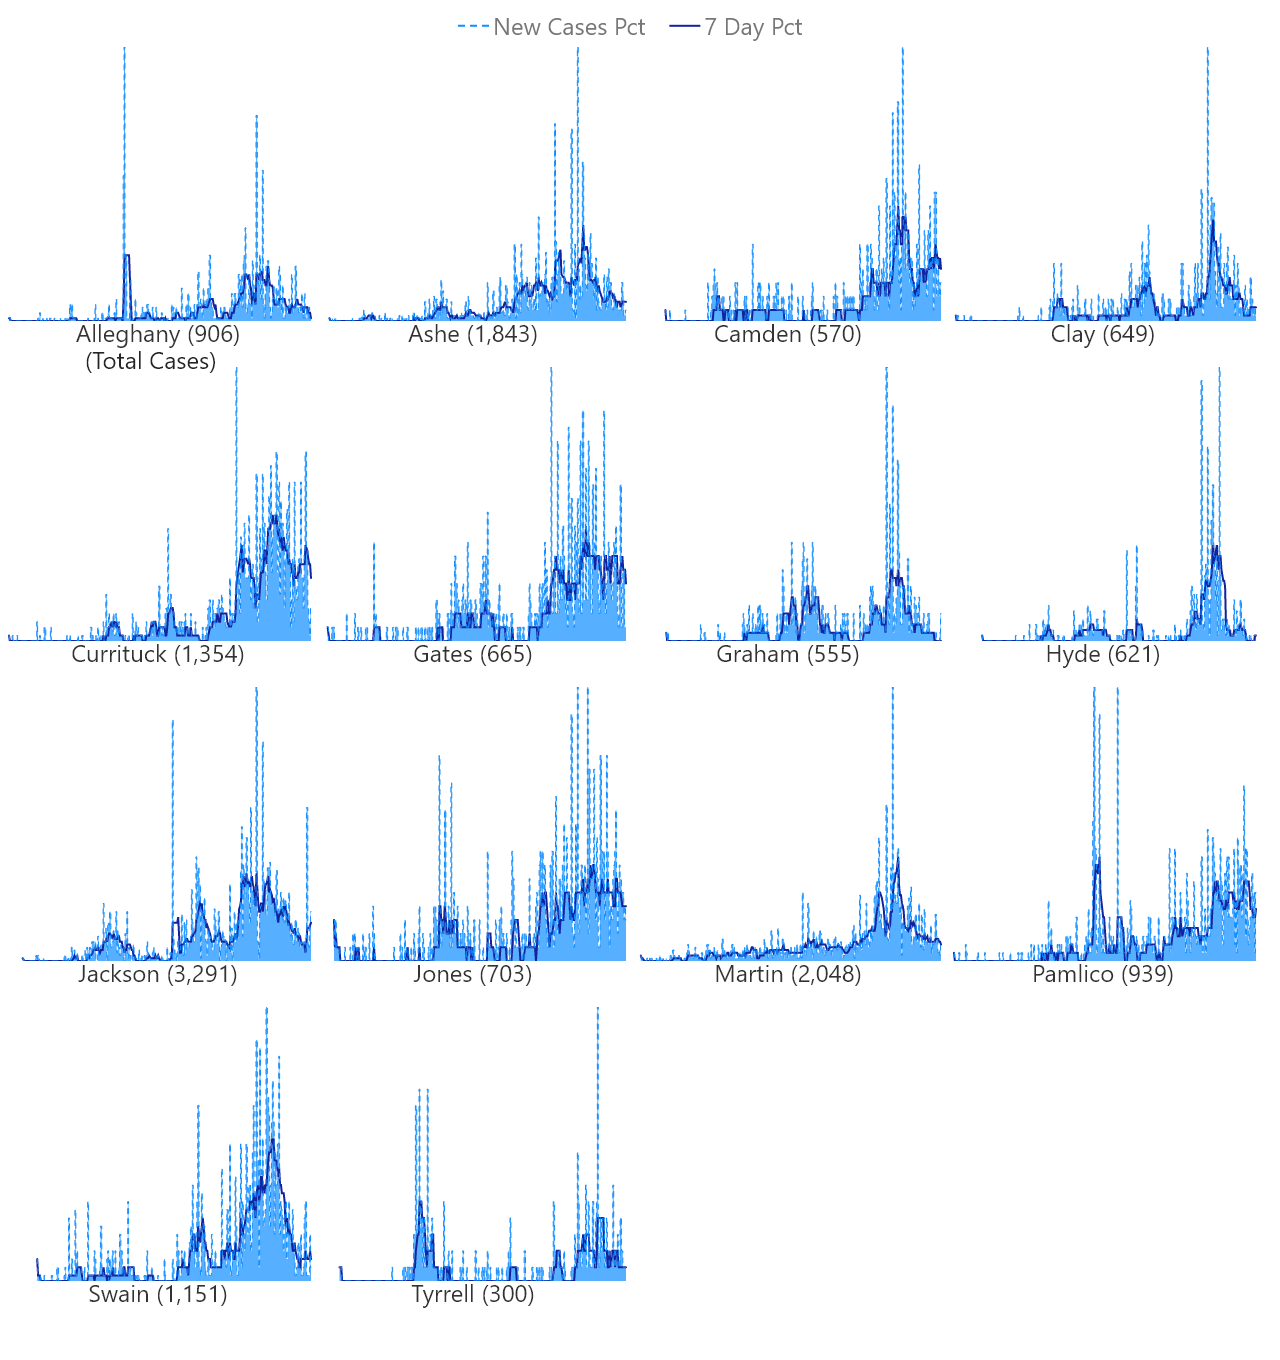 New Cases Pct 7 Day Pct
Alleghany (906) Ashe (1,843) Camden (570) Clay (649)
(Total Cases)
Currituck (1,354) Gates (665) Graham (555) Hyde (621)
Jackson (3,291) Jones (703) Martin (2,048) Pamlico (939)
Swain (1,151) Tyrrell (300)